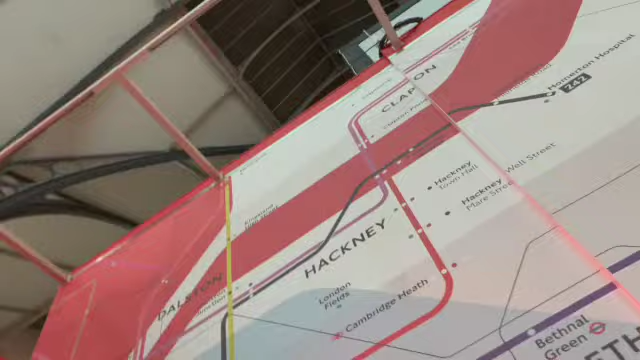 Homerton Hospital
242
CLAPTON
Hackney
Town Hall
Well Street
Hackney
Mare Street
HACKNEY
DALSTON
London
Fields
Cambridge Heath
Bethnal
Green